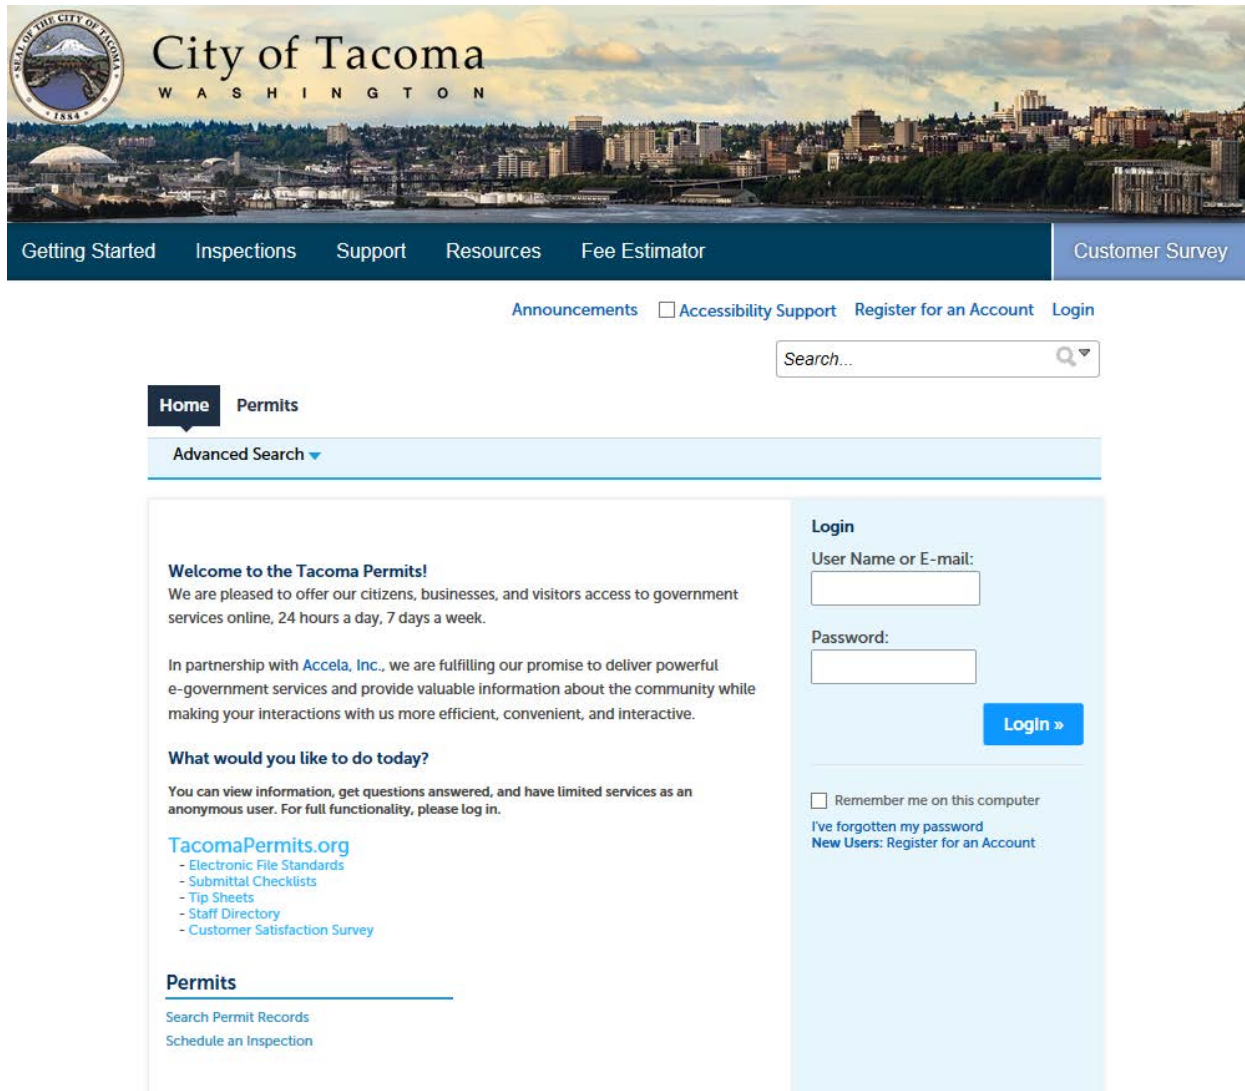 SEAL OF THE CITY OF TACOMA
1884
City of Tacoma
WASHINGTON
Getting Started Inspections Support Resources Fee Estimator Customer Survey
Announcements Accessibility Support Register for an Account Login
Search...
Home Permits
Advanced Search
Welcome to the Tacoma Permits!
We are pleased to offer our citizens, businesses, and visitors access to government
services online, 24 hours a day, 7 days a week.
In partnership with Accela, Inc., we are fulfilling our promise to deliver powerful
e-government services and provide valuable information about the community while
making your interactions with us more efficient, convenient, and interactive.
What would you like to do today?
You can view information, get questions answered, and have limited services as an
anonymous user. For full functionality, please log in.
TacomaPermits.org
- Electronic File Standards
- Submittal Checklists
- Tip Sheets
- Staff Directory
- Customer Satisfaction Survey
Permits
Search Permit Records
Schedule an Inspection
Login
User Name or E-mail:
Password:
Login »
Remember me on this computer
I've forgotten my password
New Users: Register for an Account